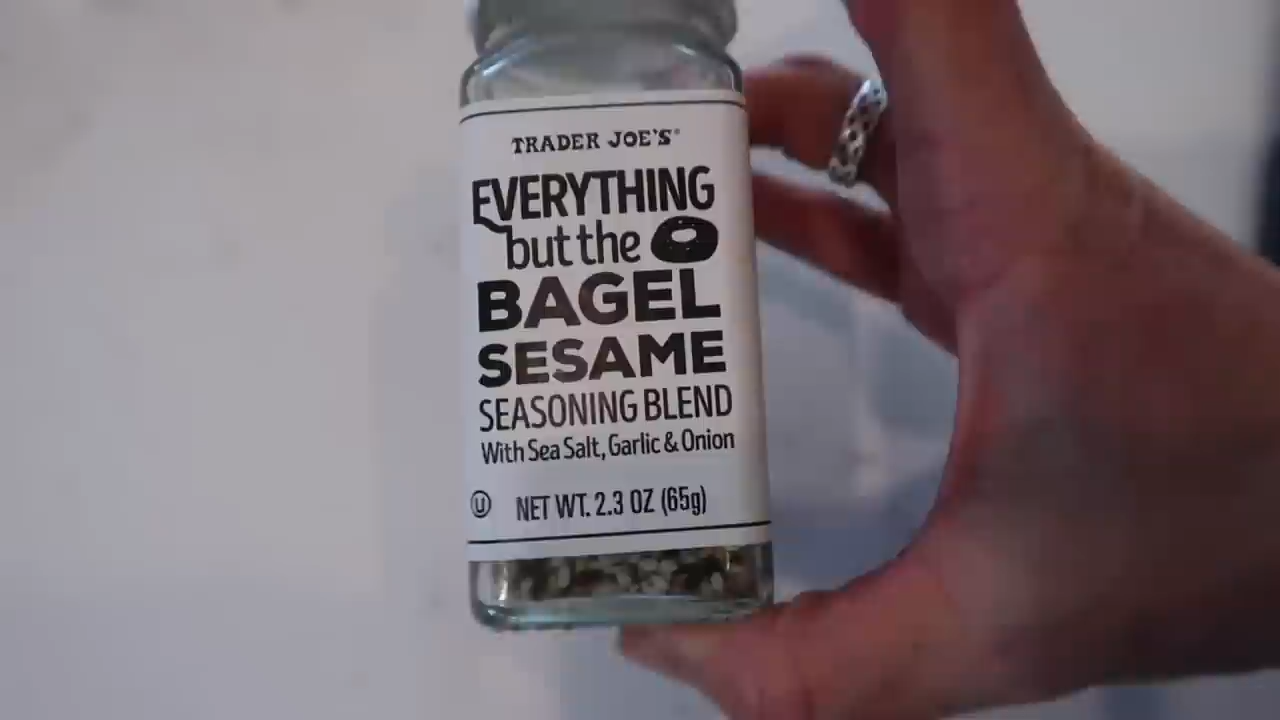 TRADER JOE'S®
EVERYTHING
but the
BAGEL
SESAME
SEASONING BLEND
With Sea Salt, Garlic & Onion
U NET WT. 2.3 OZ (65g)